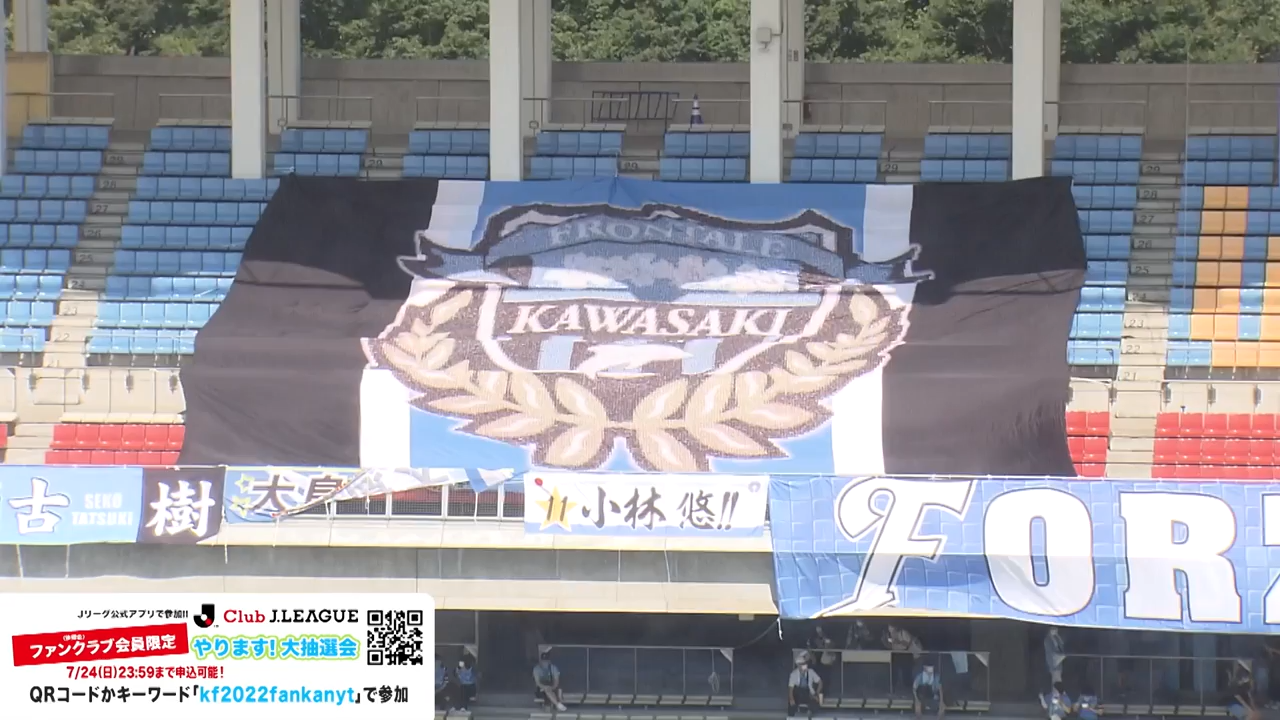 FRONTALE
KAWASAKI
古
SEKO
TATSUKI
樹
大島
11 小林 悠!!
FOR
Jリーグ公式アプリで参加!!
Club J.LEAGUE
ファンクラブ会員限定
やります!大抽選会
7/24(日)23:59まで申込可能!
QRコードかキーワード「kf2022fankanyt」で参加